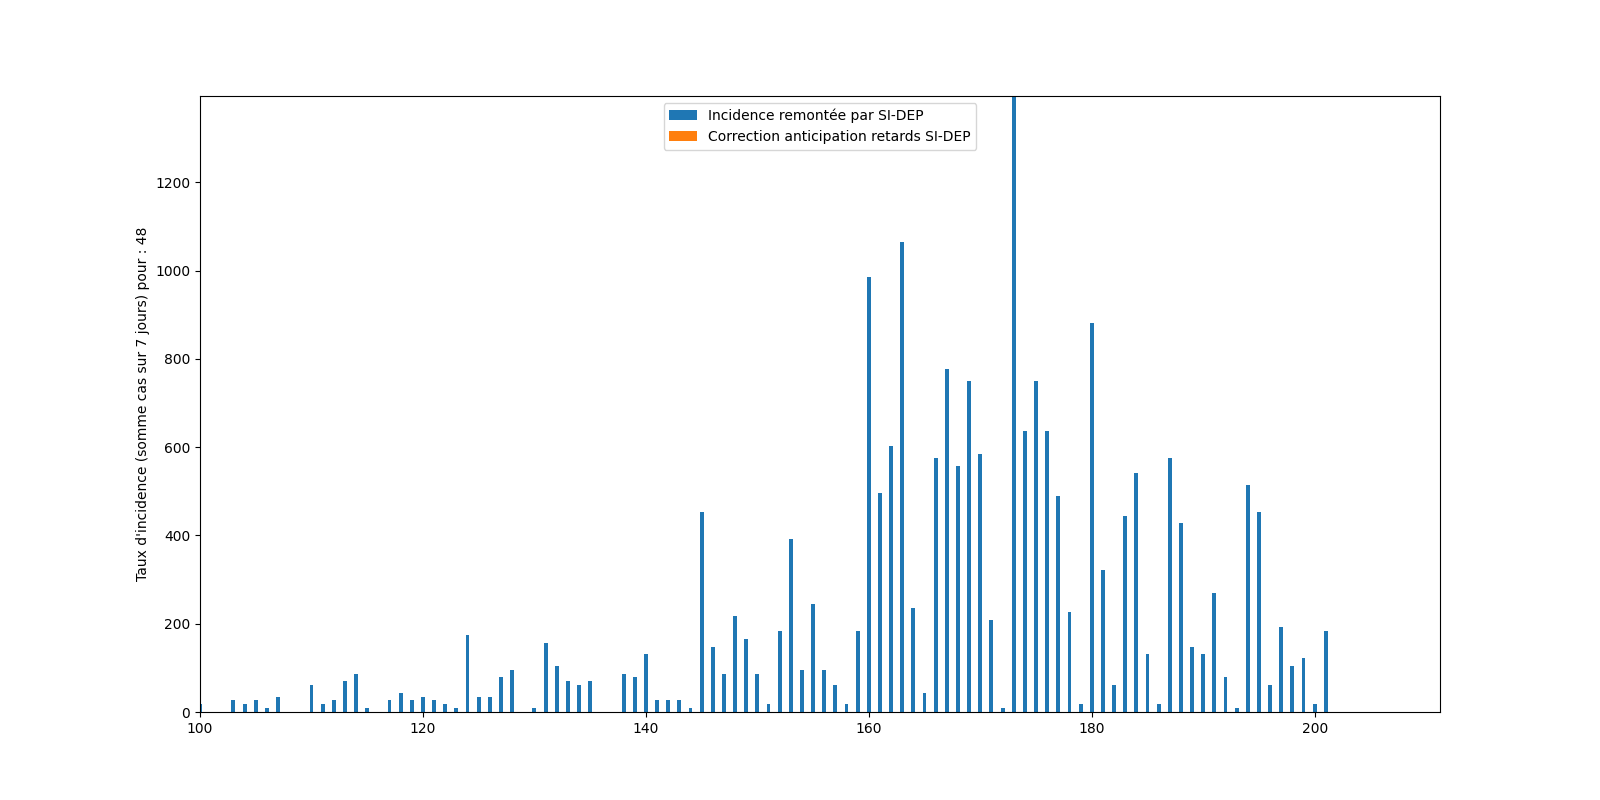 Incidence remontée par SI-DEP
Correction anticipation retards SI-DEP
Taux d'incidence (somme cas sur 7 jours) pour : 48
1200
1000
800
600
400
200
0
100 120 140 160 180 200